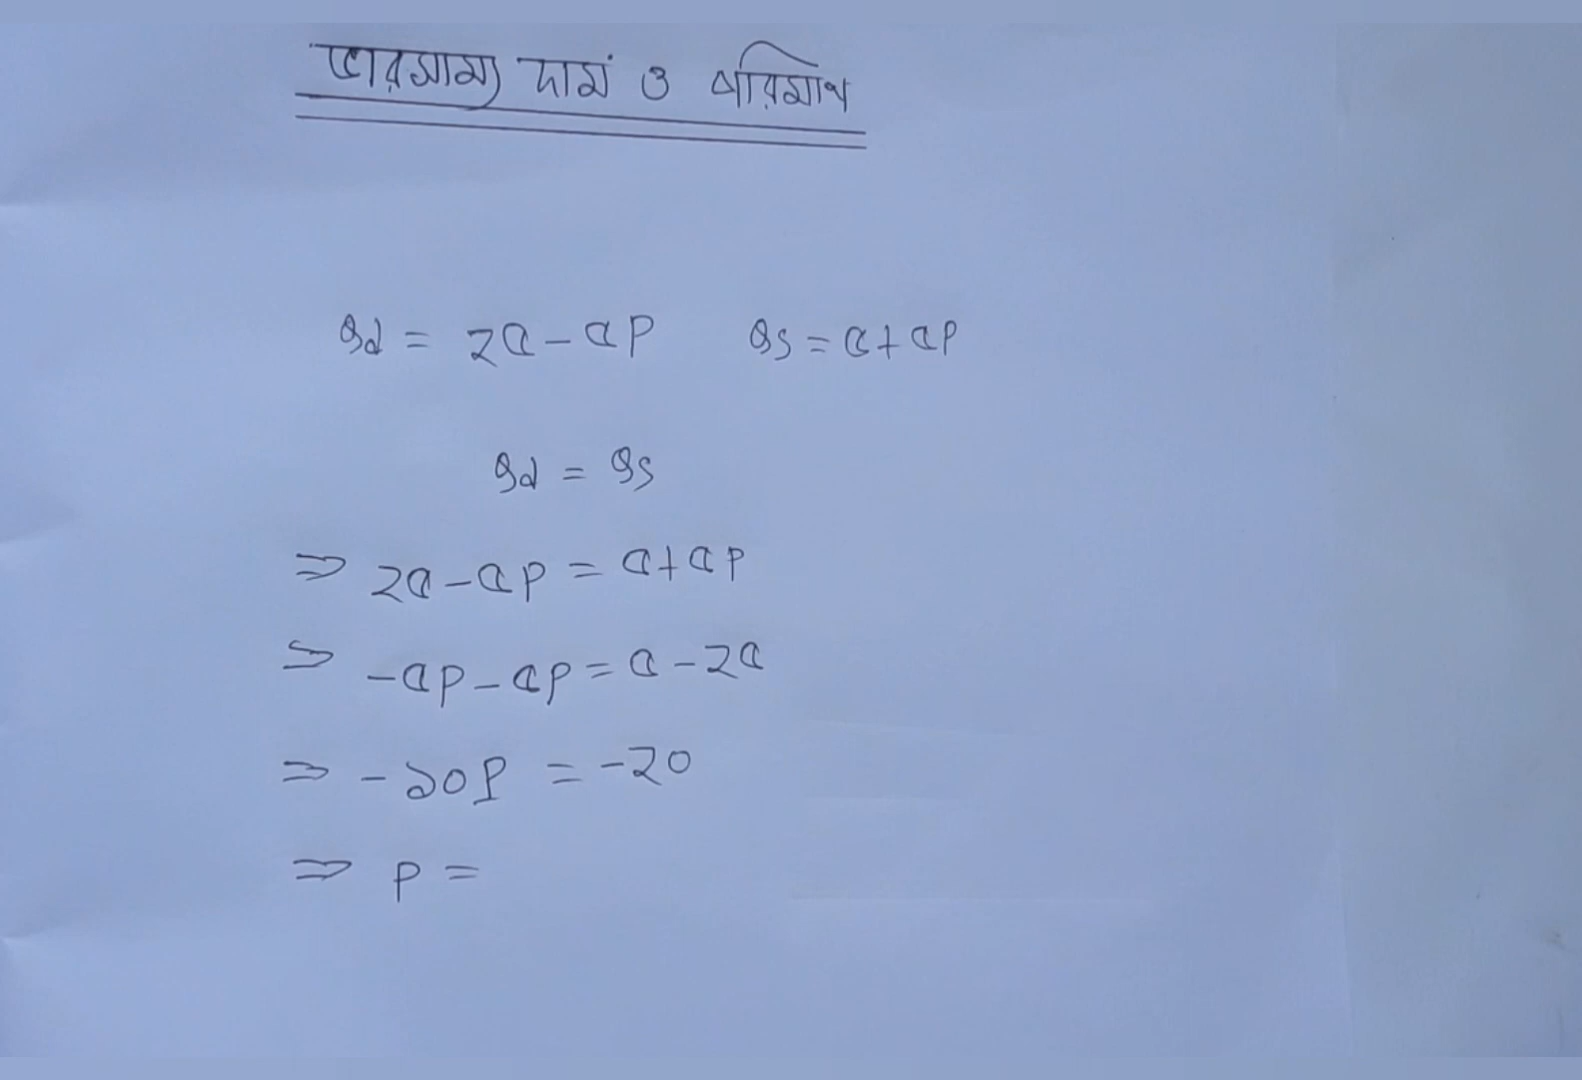 ভারসাম্য দাম ও পরিমাণ
Qd = ২৫ - ৫P Qs = ৫ + ৫P
Qd = Qs
⇒ ২৫ - ৫P = ৫ + ৫P
⇒ -৫P - ৫P = ৫ - ২৫
⇒ - ১০P = -২০
⇒ P =